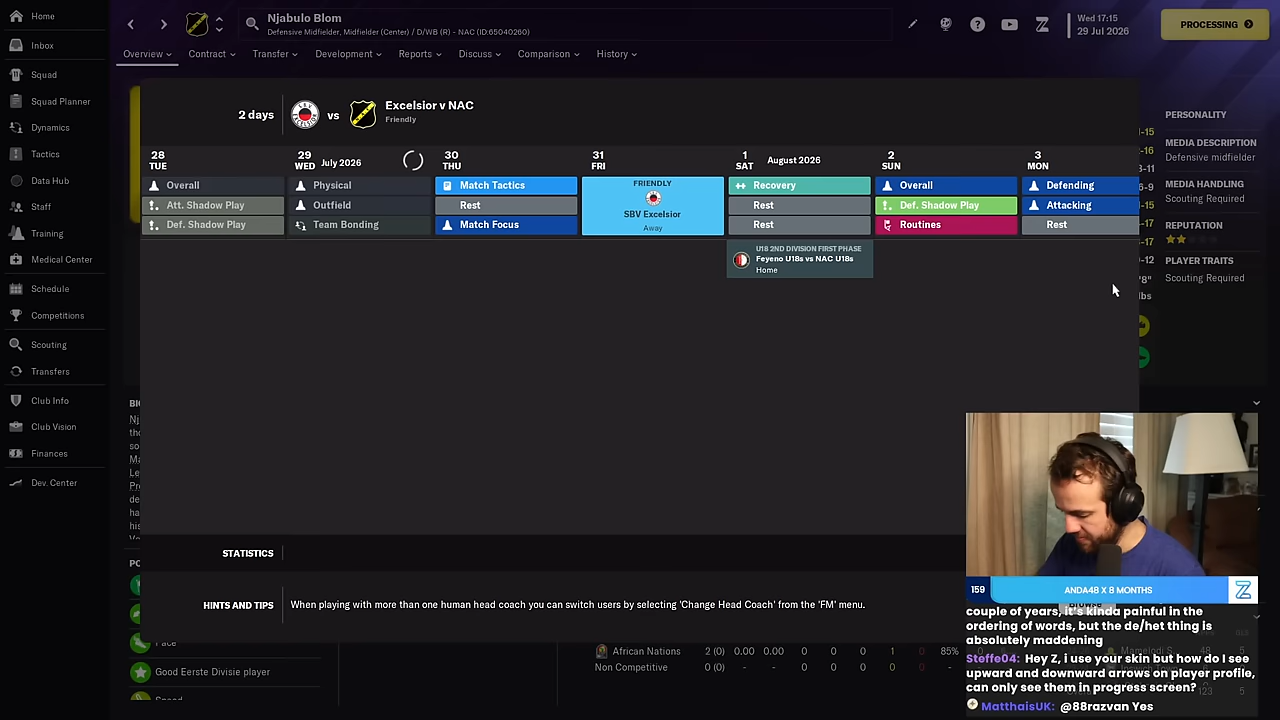 Home
Inbox
Squad
Squad Planner
Dynamics
Tactics
Data Hub
Staff
Training
Medical Center
Schedule
Competitions
Scouting
Transfers
Club Info
Club Vision
Finances
Dev. Center
Njabulo Blom
Defensive Midfielder, Midfielder (Center) / D/WB (R) - NAC (ID:65040260)
Wed 17:15
29 Jul 2026
PROCESSING
Overview
Contract
Transfer
Development
Reports
Discuss
Comparison
History
2 days
vs
Excelsior v NAC
Friendly
28
TUE
29
WED July 2026
30
THU
31
FRI
1
SAT August 2026
2
SUN
3
MON
Overall
Att. Shadow Play
Def. Shadow Play
Physical
Outfield
Team Bonding
Match Tactics
Rest
Match Focus
FRIENDLY
SBV Excelsior
Away
Recovery
Rest
Rest
Overall
Def. Shadow Play
Routines
Defending
Attacking
Rest
U18 2ND DIVISION FIRST PHASE
Feyeno U18s vs NAC U18s
Home
PERSONALITY
MEDIA DESCRIPTION
Defensive midfielder
MEDIA HANDLING
Scouting Required
REPUTATION
PLAYER TRAITS
Scouting Required
STATISTICS
HINTS AND TIPS
When playing with more than one human head coach you can switch users by selecting 'Change Head Coach' from the 'FM' menu.
Pace
Good Eerste Divisie player
Speed
African Nations 2 (0) 0.00 0.00 0 0 0 1 0 85%
Non Competitive 0 (0) - - 0 0 0 0 0
159
ANDA48 X 8 MONTHS
couple of years, it's kinda painful in the
ordering of words, but the de/het thing is
absolutely maddening
Steffe04: Hey Z, i use your skin but how do I see
upward and downward arrows on player profile,
can only see them in progress screen?
MatthaisUK: @88razvan Yes